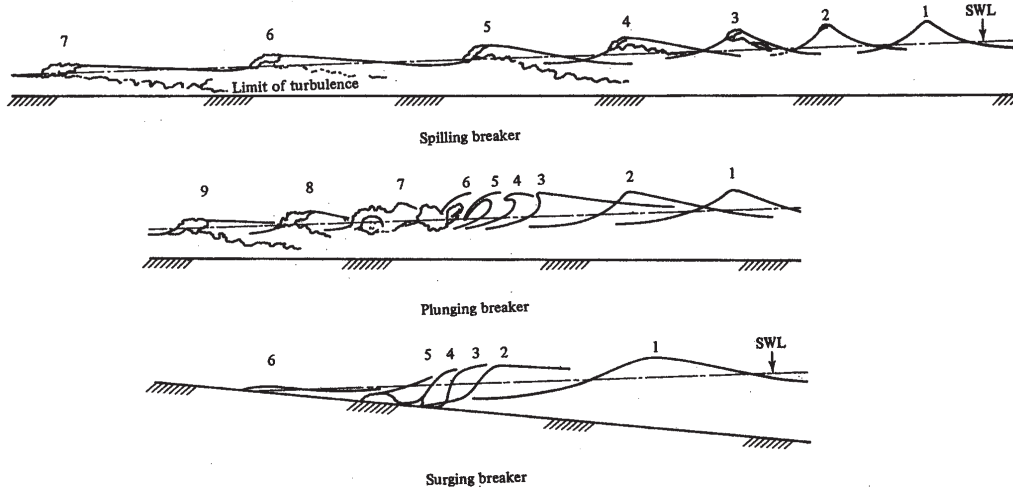 SWL
7 6 5 4 3 2 1
Limit of turbulence
Spilling breaker
9 8 7 6 5 4 3 2 1
Plunging breaker
SWL
6 5 4 3 2 1
Surging breaker